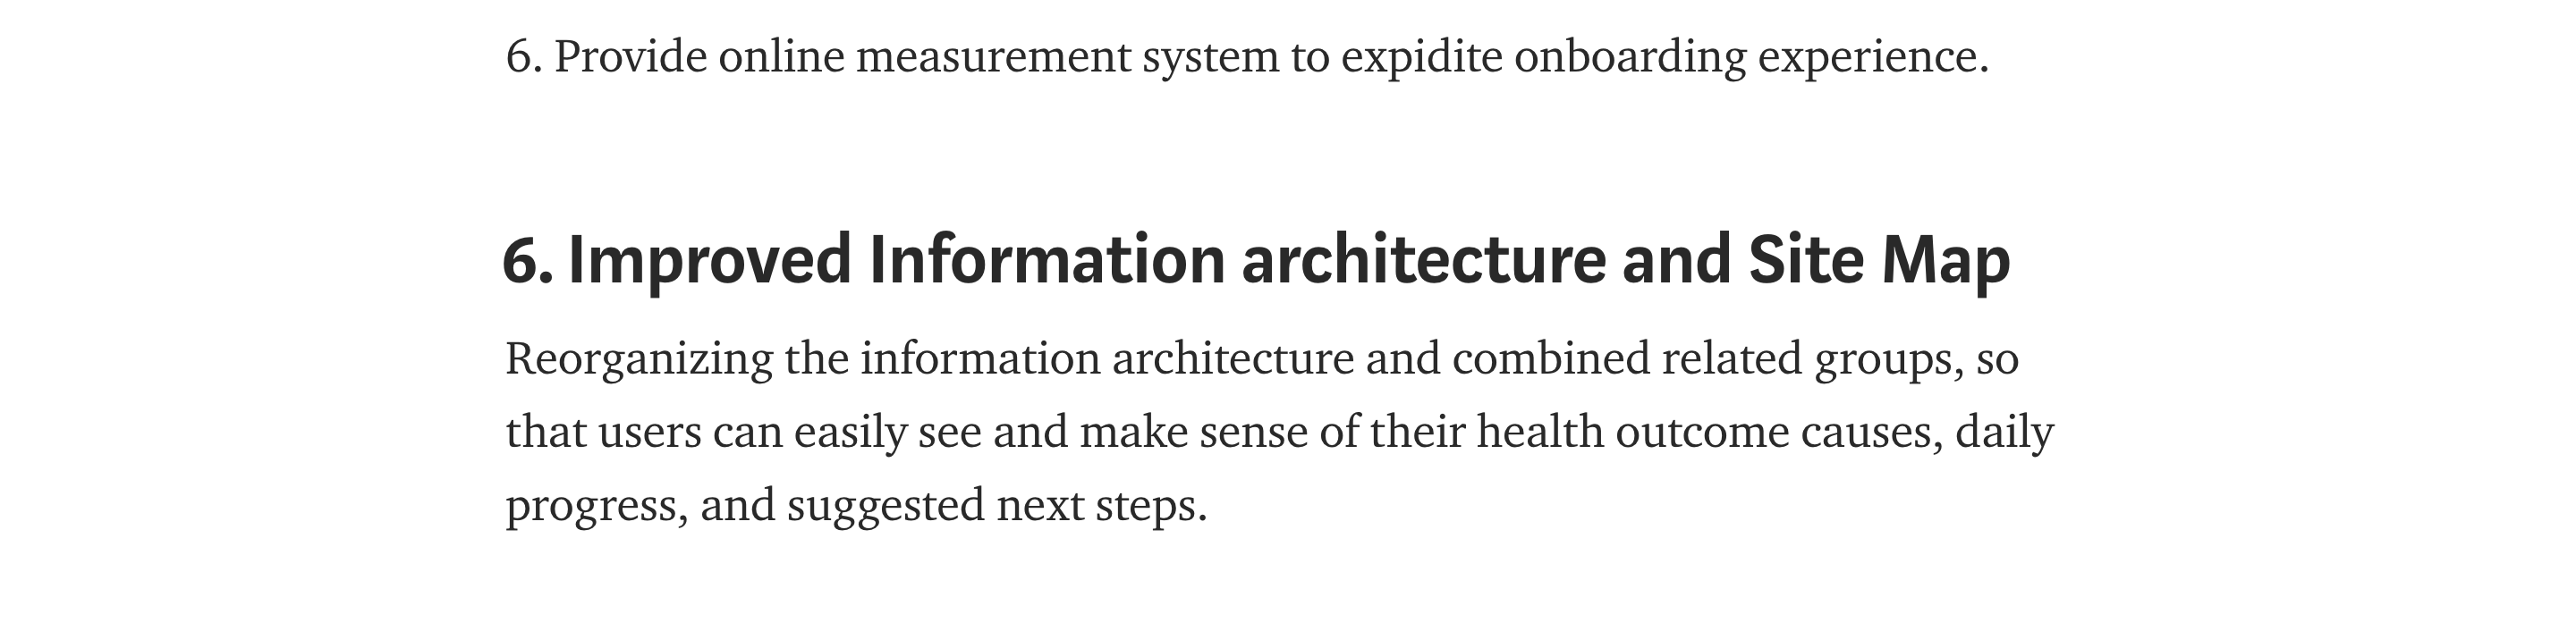 6. Provide online measurement system to expidite onboarding experience.
6. Improved Information architecture and Site Map
Reorganizing the information architecture and combined related groups, so
that users can easily see and make sense of their health outcome causes, daily
progress, and suggested next steps.